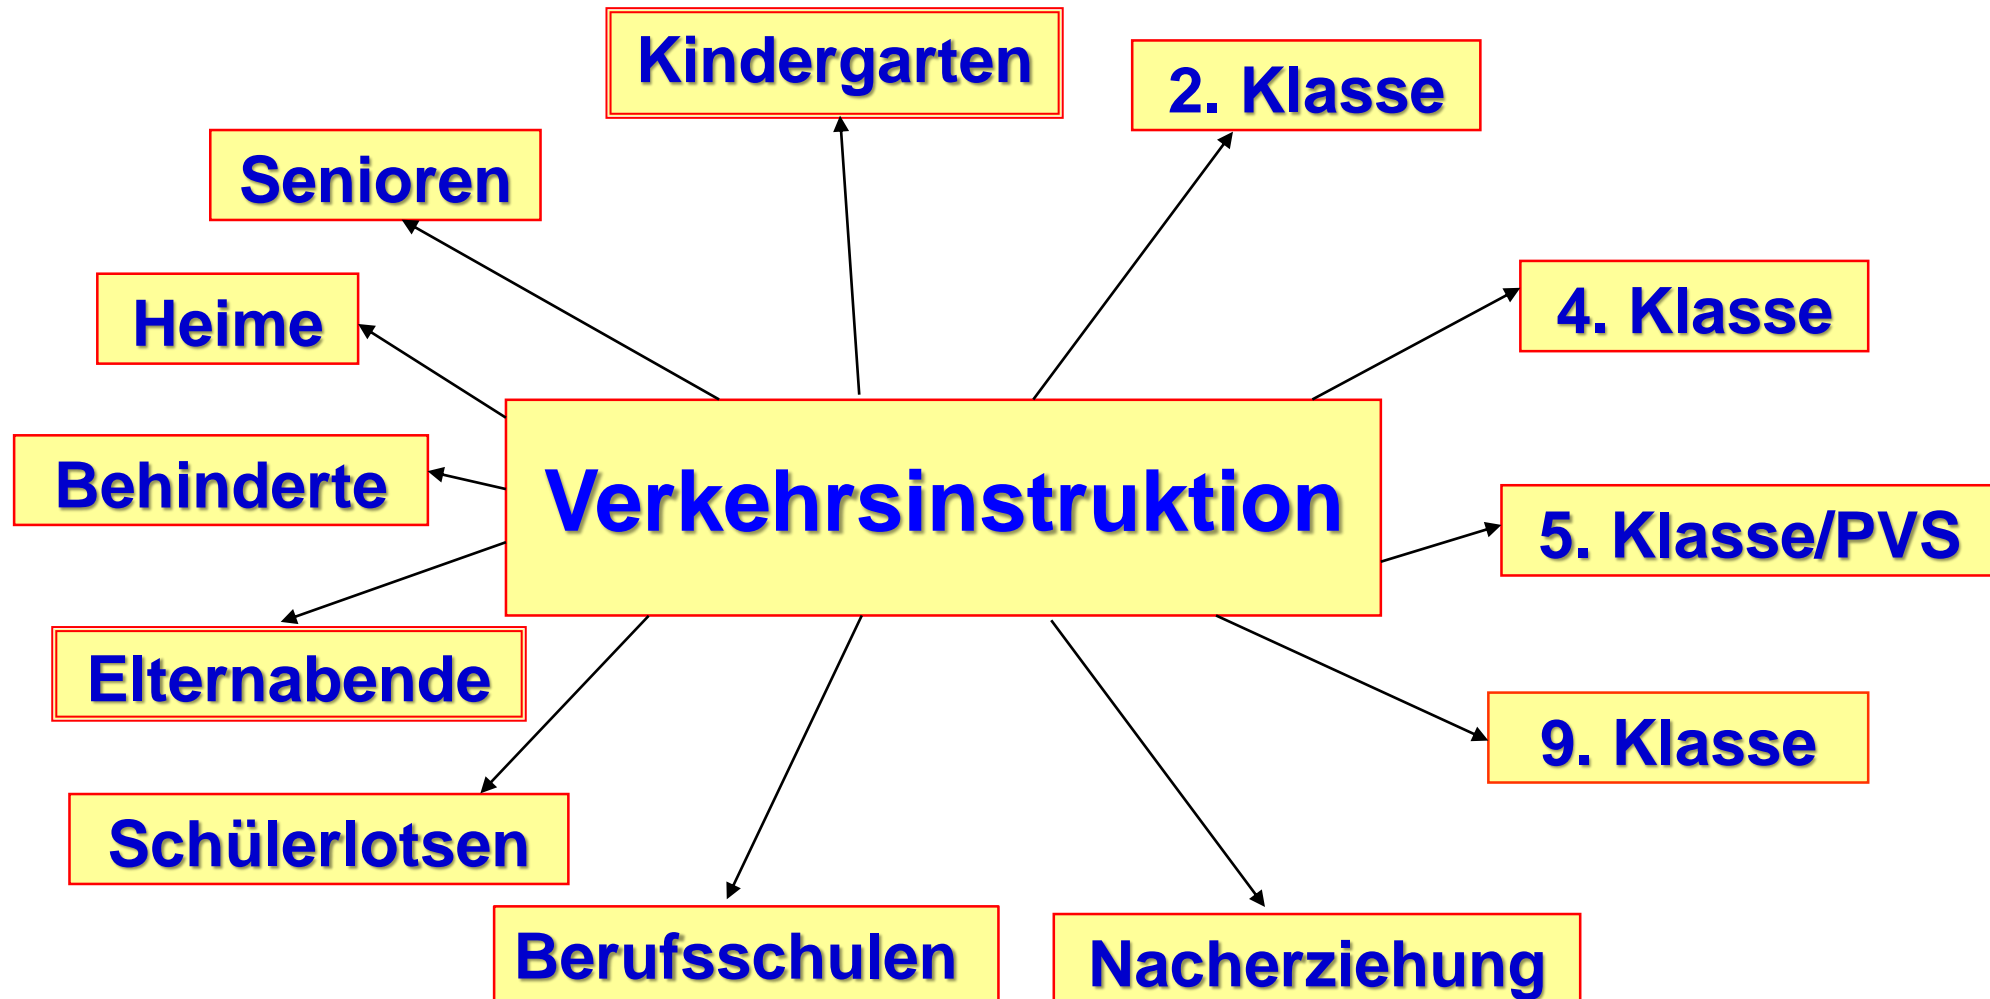 Kindergarten
2. Klasse
Senioren
4. Klasse
Heime
Behinderte
Verkehrsinstruktion
5. Klasse/PVS
Elternabende
9. Klasse
Schülerlotsen
Berufsschulen
Nacherziehung